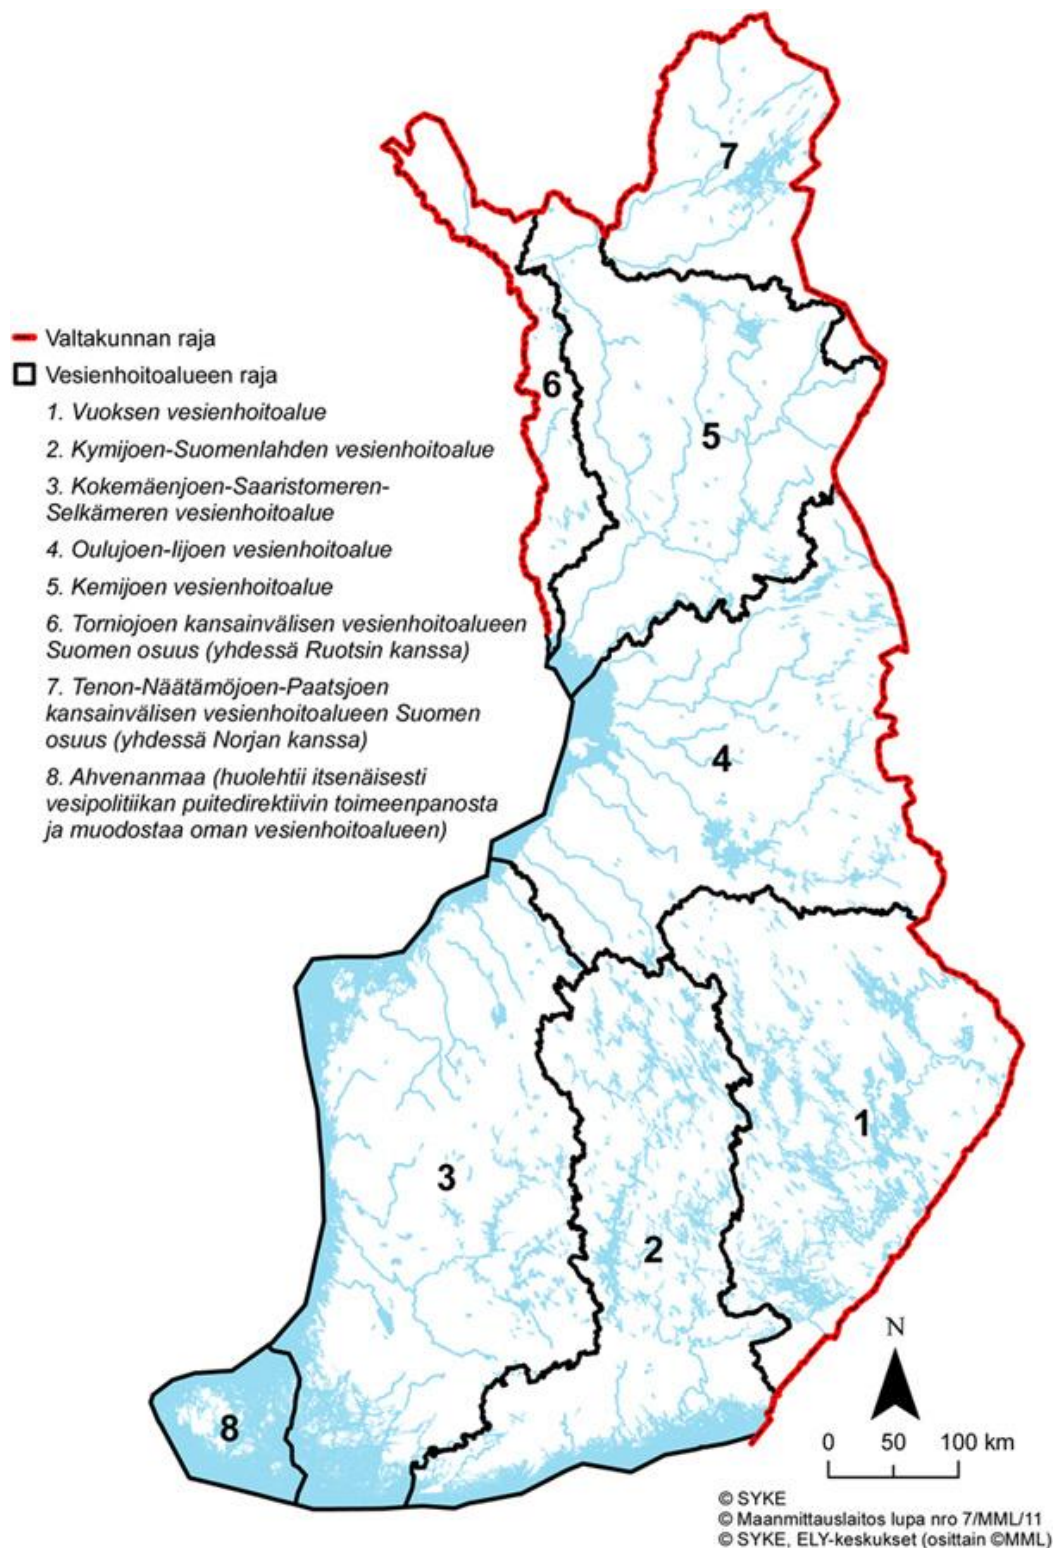 7
Valtakunnan raja
Vesienhoitoalueen raja
1. Vuoksen vesienhoitoalue
2. Kymijoen-Suomenlahden vesienhoitoalue
3. Kokemäenjoen-Saaristomeren-
Selkämeren vesienhoitoalue
4. Oulujoen-Iijoen vesienhoitoalue
5. Kemijoen vesienhoitoalue
6. Torniojoen kansainvälisen vesienhoitoalueen
Suomen osuus (yhdessä Ruotsin kanssa)
7. Tenon-Näätämöjoen-Paatsjoen
kansainvälisen vesienhoitoalueen Suomen
osuus (yhdessä Norjan kanssa)
8. Ahvenanmaa (huolehtii itsenäisesti
vesipolitiikan puitedirektiivin toimeenpanosta
ja muodostaa oman vesienhoitoalueen)
6
5
4
1
3
2
8
N
0 50 100 km
© SYKE
© Maanmittauslaitos lupa nro 7/MML/11
© SYKE, ELY-keskukset (osittain ©MML)